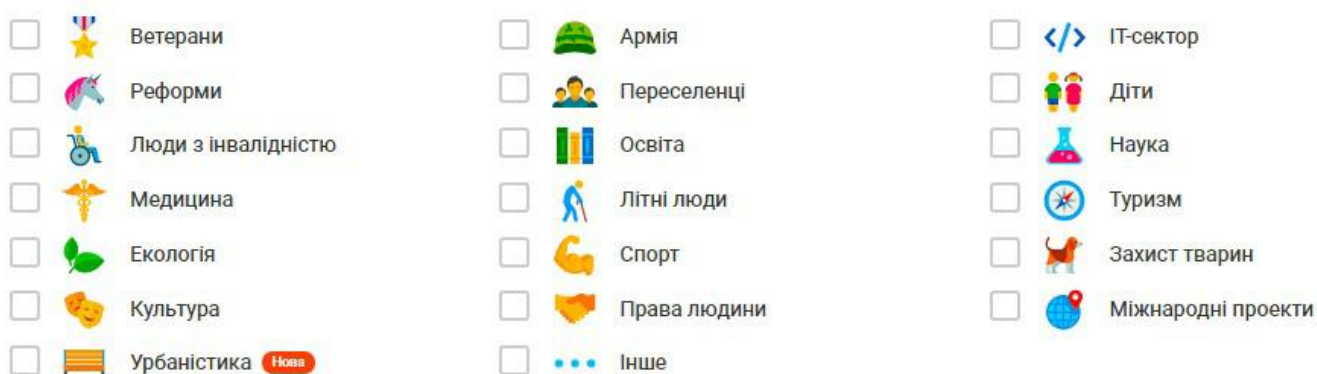 Ветерани
Армія
ІТ-сектор
Реформи
Переселенці
Діти
Люди з інвалідністю
Освіта
Наука
Медицина
Літні люди
Туризм
Екологія
Спорт
Захист тварин
Культура
Права людини
Міжнародні проекти
Урбаністика Нова
Інше